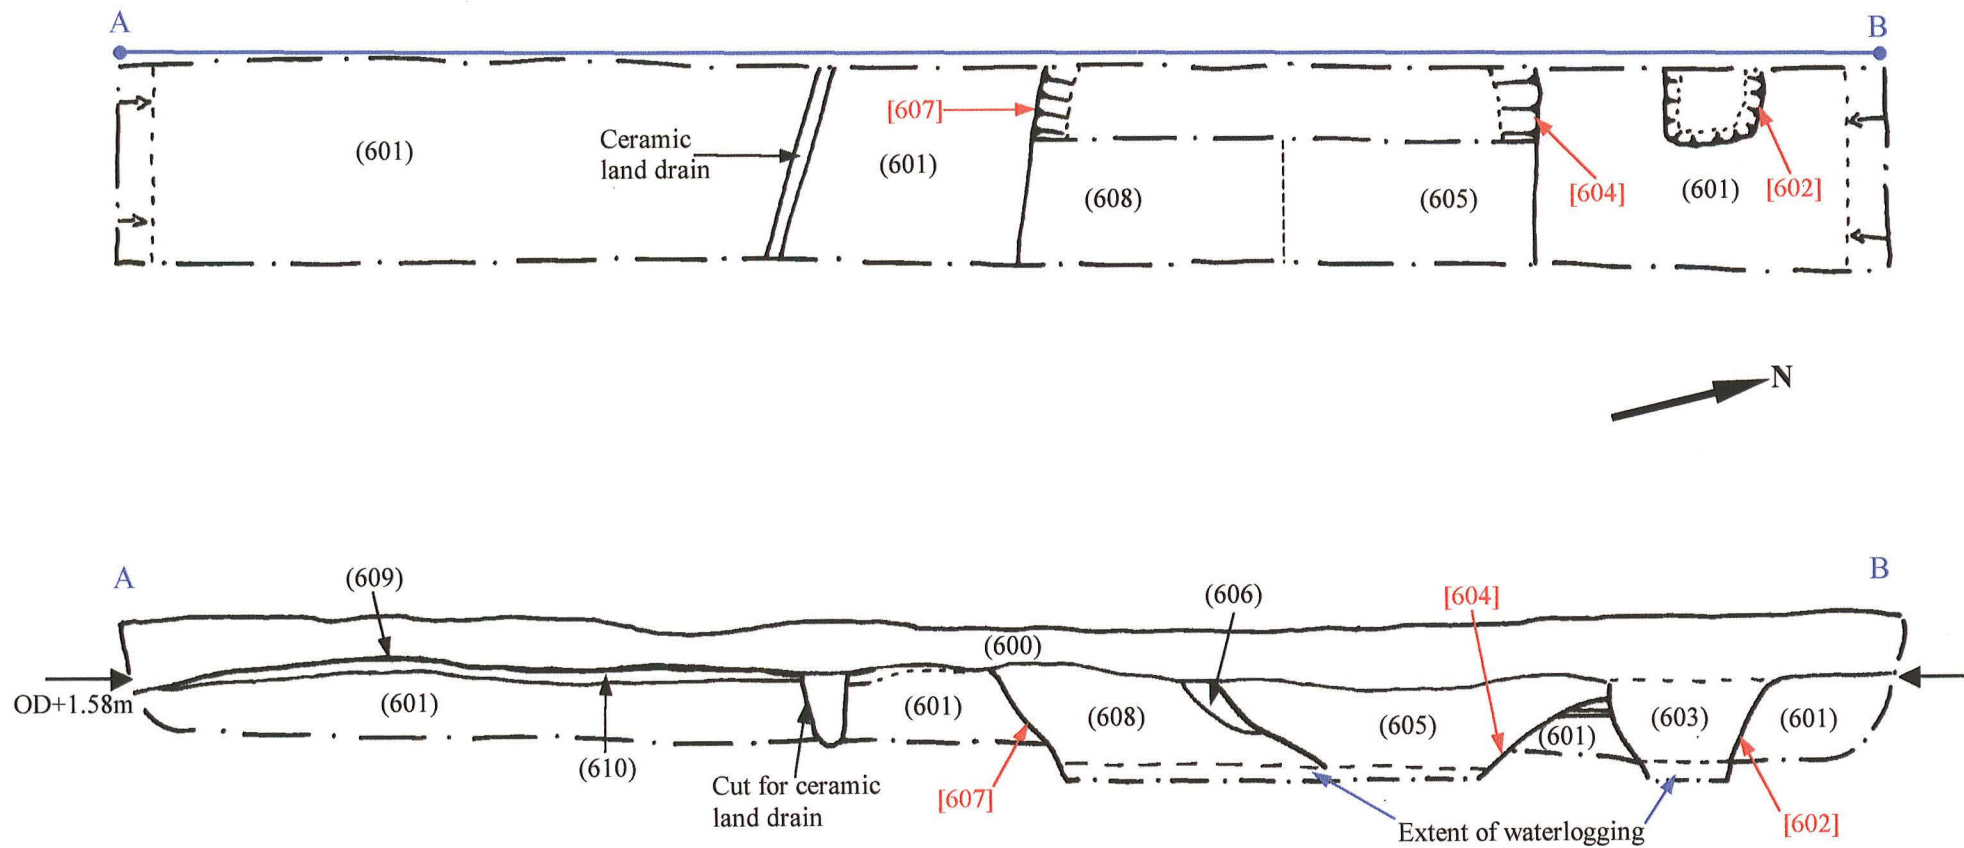 A
B
[607]
(601)
Ceramic
land drain
(601)
(608)
(605)
[604]
(601)
[602]
N
A
B
(609)
(606)
[604]
(600)
OD+1.58m
(601)
(601)
(608)
(605)
(601)
(603)
(601)
(610)
Cut for ceramic
land drain
[607]
Extent of waterlogging
[602]